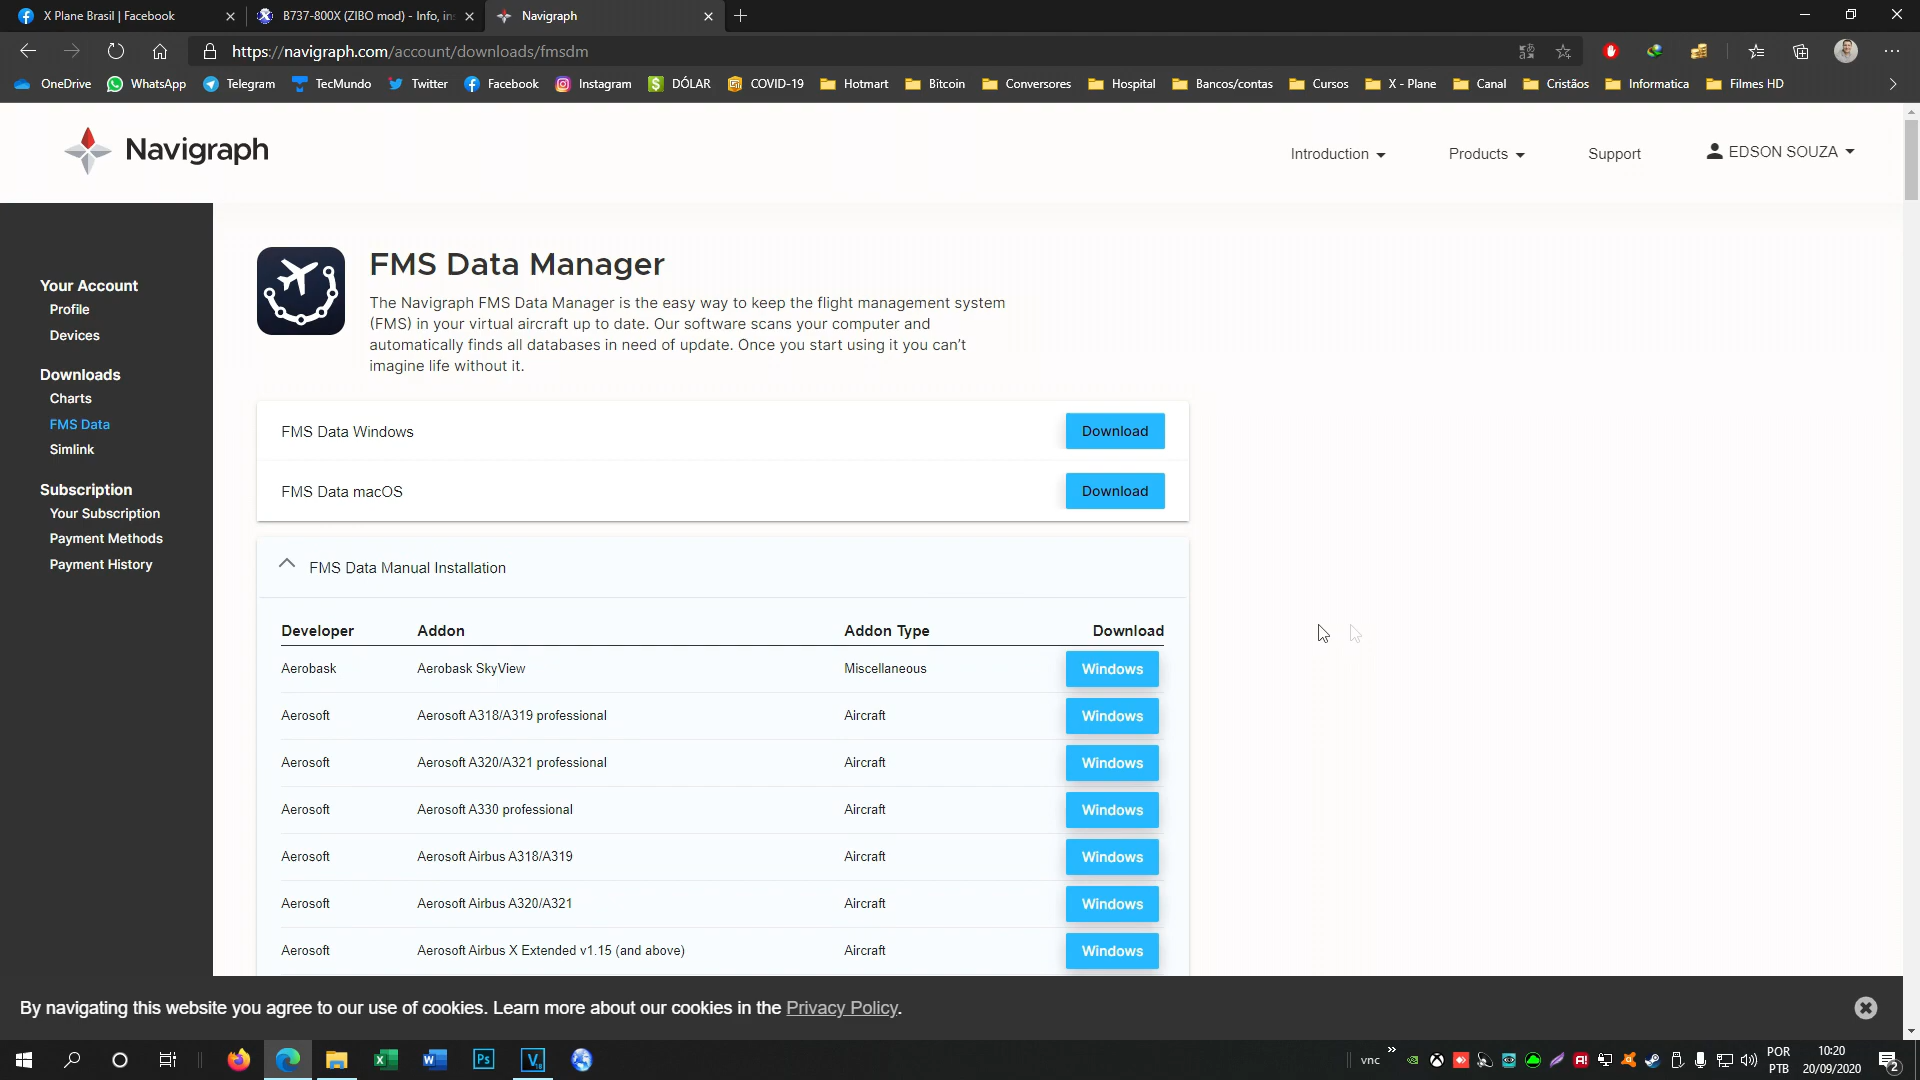 X Plane Brasil | Facebook
B737-800X (ZIBO mod) - Info, ins
Navigraph
https://navigraph.com/account/downloads/fmsdm
OneDrive WhatsApp Telegram TecMundo Twitter Facebook Instagram DÓLAR COVID-19 Hotmart Bitcoin Conversores Hospital Bancos/contas Cursos X - Plane Canal Cristãos Informatica Filmes HD
Navigraph
Introduction Products Support EDSON SOUZA
Your Account
Profile
Devices
Downloads
Charts
FMS Data
Simlink
Subscription
Your Subscription
Payment Methods
Payment History
FMS Data Manager
The Navigraph FMS Data Manager is the easy way to keep the flight management system
(FMS) in your virtual aircraft up to date. Our software scans your computer and
automatically finds all databases in need of update. Once you start using it you can't
imagine life without it.
FMS Data Windows Download
FMS Data macOS Download
FMS Data Manual Installation
Developer Addon Addon Type Download
Aerobask Aerobask SkyView Miscellaneous Windows
Aerosoft Aerosoft A318/A319 professional Aircraft Windows
Aerosoft Aerosoft A320/A321 professional Aircraft Windows
Aerosoft Aerosoft A330 professional Aircraft Windows
Aerosoft Aerosoft Airbus A318/A319 Aircraft Windows
Aerosoft Aerosoft Airbus A320/A321 Aircraft Windows
Aerosoft Aerosoft Airbus X Extended v1.15 (and above) Aircraft Windows
By navigating this website you agree to our use of cookies. Learn more about our cookies in the Privacy Policy.
vnc
POR
PTB
10:20
20/09/2020
2